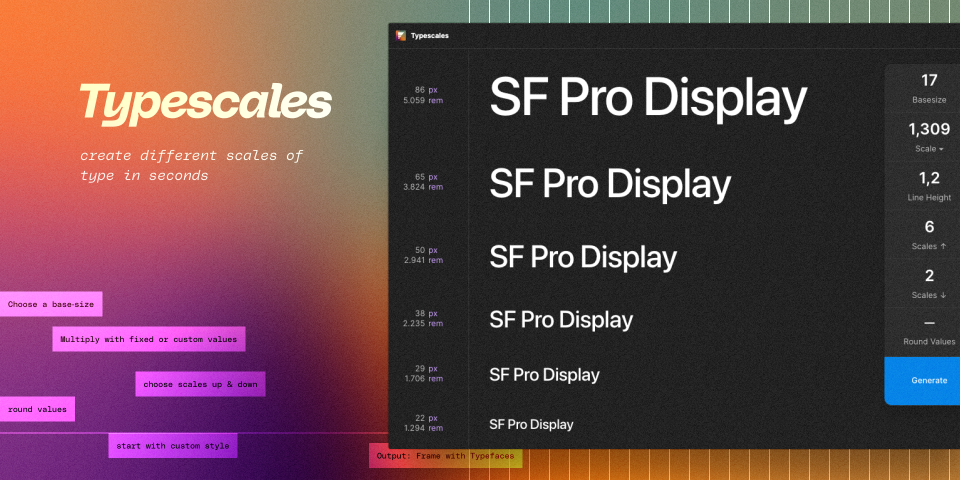 Typescales
create different scales of
type in seconds
Choose a base-size
Multiply with fixed or custom values
choose scales up & down
round values
start with custom style
Output: Frame with Typefaces
Typescales
86 px
5.059 rem
SF Pro Display
65 px
3.824 rem
SF Pro Display
50 px
2.941 rem
SF Pro Display
38 px
2.235 rem
SF Pro Display
29 px
1.706 rem
SF Pro Display
22 px
1.294 rem
SF Pro Display
17
Basesize
1,309
Scale
1,2
Line Height
6
Scales ↑
2
Scales ↓
—
Round Values
Generate